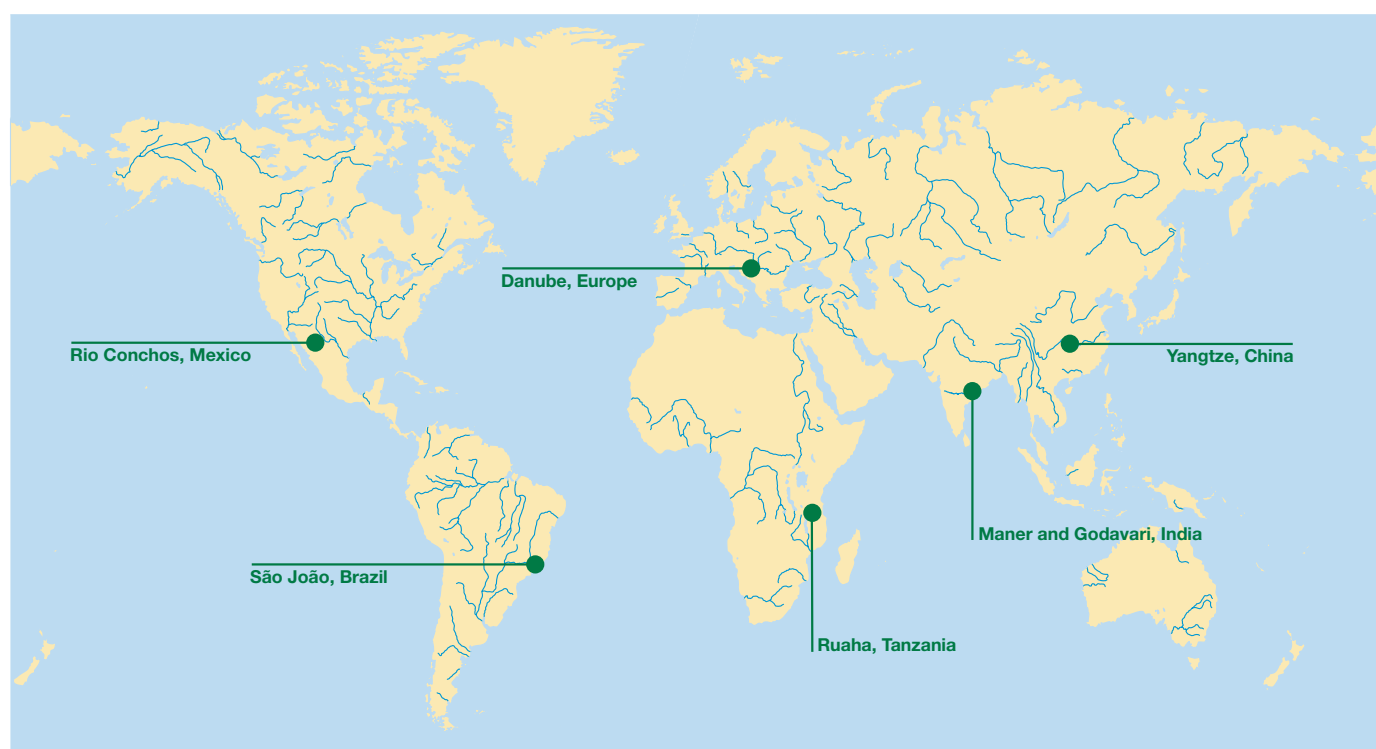 Danube, Europe
Rio Conchos, Mexico
Yangtze, China
Maner and Godavari, India
São João, Brazil
Ruaha, Tanzania